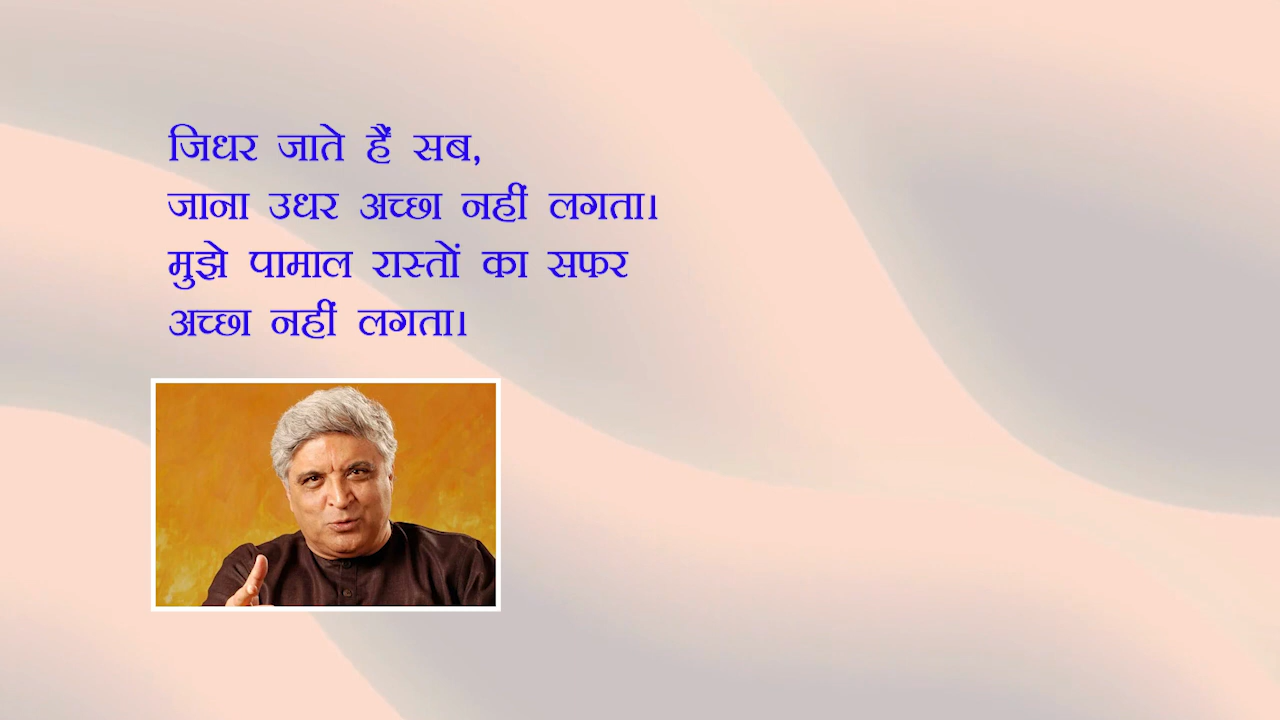 जिधर जाते हैं सब,
जाना उधर अच्छा नहीं लगता।
मुझे पामाल रास्तों का सफर
अच्छा नहीं लगता।